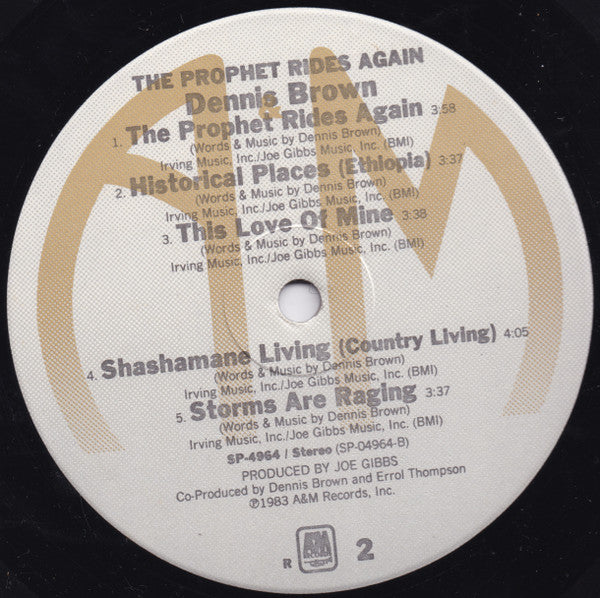 THE PROPHET RIDES AGAIN
Dennis Brown
1. The Prophet Rides Again 3:58
(Words & Music by Dennis Brown)
Irving Music, Inc./Joe Gibbs Music, Inc. (BMI)
2. Historical Places (Ethiopia) 3:37
(Words & Music by Dennis Brown)
Irving Music, Inc./Joe Gibbs Music, Inc. (BMI)
3. This Love Of Mine 3:38
(Words & Music by Dennis Brown)
Irving Music, Inc./Joe Gibbs Music, Inc. (BMI)
4. Shashamane Living (Country Living) 4:05
(Words & Music by Dennis Brown)
Irving Music, Inc./Joe Gibbs Music, Inc. (BMI)
5. Storms Are Raging 3:37
(Words & Music by Dennis Brown)
Irving Music, Inc./Joe Gibbs Music, Inc. (BMI)
SP-4964 / Stereo (SP-04964-B)
PRODUCED BY JOE GIBBS
Co-Produced by Dennis Brown and Errol Thompson
℗1983 A&M Records, Inc.
R A&M RECORDS 2
A&M